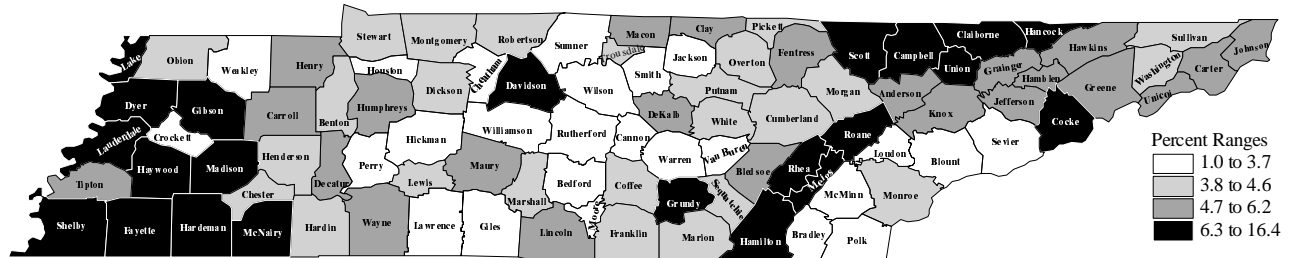 Stewart
Montgomery
Robertson
Sumner
Macon
Clay
Pickett
Trousdale
Scott
Campbell
Claiborne
Hancock
Hawkins
Sullivan
Johnson
Lake
Obion
Weakley
Henry
Houston
Cheatham
Davidson
Wilson
Smith
Jackson
Overton
Fentress
Morgan
Union
Grainger
Hamblen
Washington
Carter
Unicoi
Greene
Dyer
Gibson
Carroll
Benton
Humphreys
Dickson
Putnam
Anderson
Knox
Jefferson
Cocke
Lauderdale
Crockett
Hickman
Williamson
Rutherford
Cannon
DeKalb
White
Cumberland
Roane
Loudon
Blount
Sevier
Haywood
Madison
Henderson
Decatur
Perry
Maury
Warren
Van Buren
Bledsoe
Rhea
Meigs
Tipton
Chester
Lewis
Marshall
Bedford
Coffee
Grundy
Sequatchie
McMinn
Monroe
Shelby
Fayette
Hardeman
McNairy
Hardin
Wayne
Lawrence
Giles
Lincoln
Moore
Franklin
Marion
Hamilton
Bradley
Polk
Percent Ranges
1.0 to 3.7
3.8 to 4.6
4.7 to 6.2
6.3 to 16.4